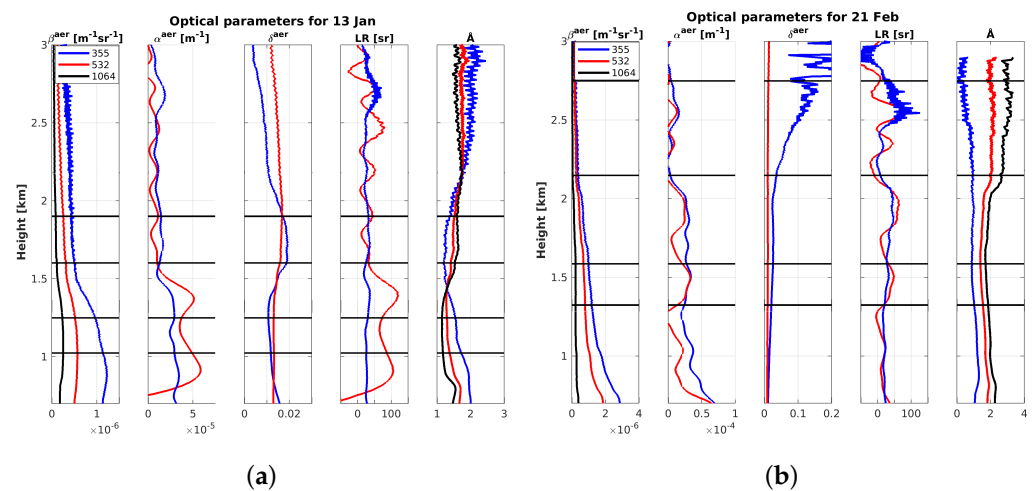 Optical parameters for 13 Jan
β^aer [m⁻¹sr⁻¹] α^aer [m⁻¹] δ^aer LR [sr] Å
355
532
1064
Height [km]
3
2.5
2
1.5
1
0 1 0 5 0 0.02 0 100 1 2 3
×10⁻⁶ ×10⁻⁵
(a)
Optical parameters for 21 Feb
β^aer [m⁻¹sr⁻¹] α^aer [m⁻¹] δ^aer LR [sr] Å
355
532
1064
Height [km]
3
2.5
2
1.5
1
0 2 4 0 0.5 1 0 0.1 0.2 0 100 0 2 4
×10⁻⁶ ×10⁻⁴
(b)